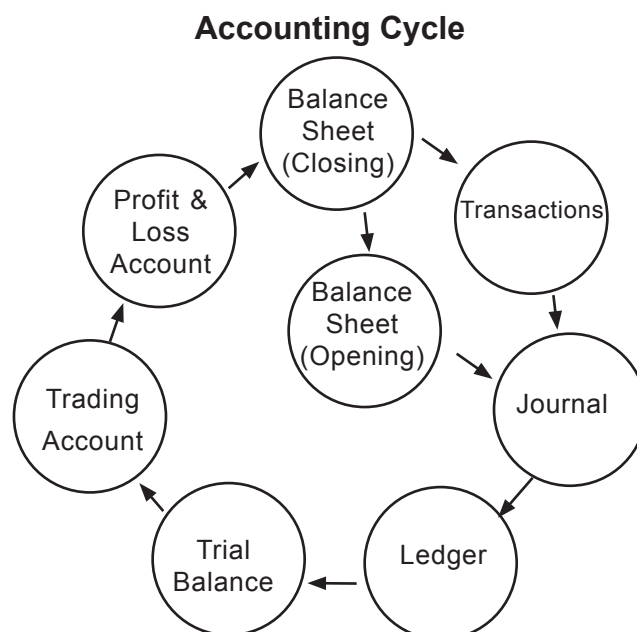 Accounting Cycle
Balance
Sheet
(Closing)
Transactions
Profit &
Loss
Account
Balance
Sheet
(Opening)
Journal
Trading
Account
Ledger
Trial
Balance